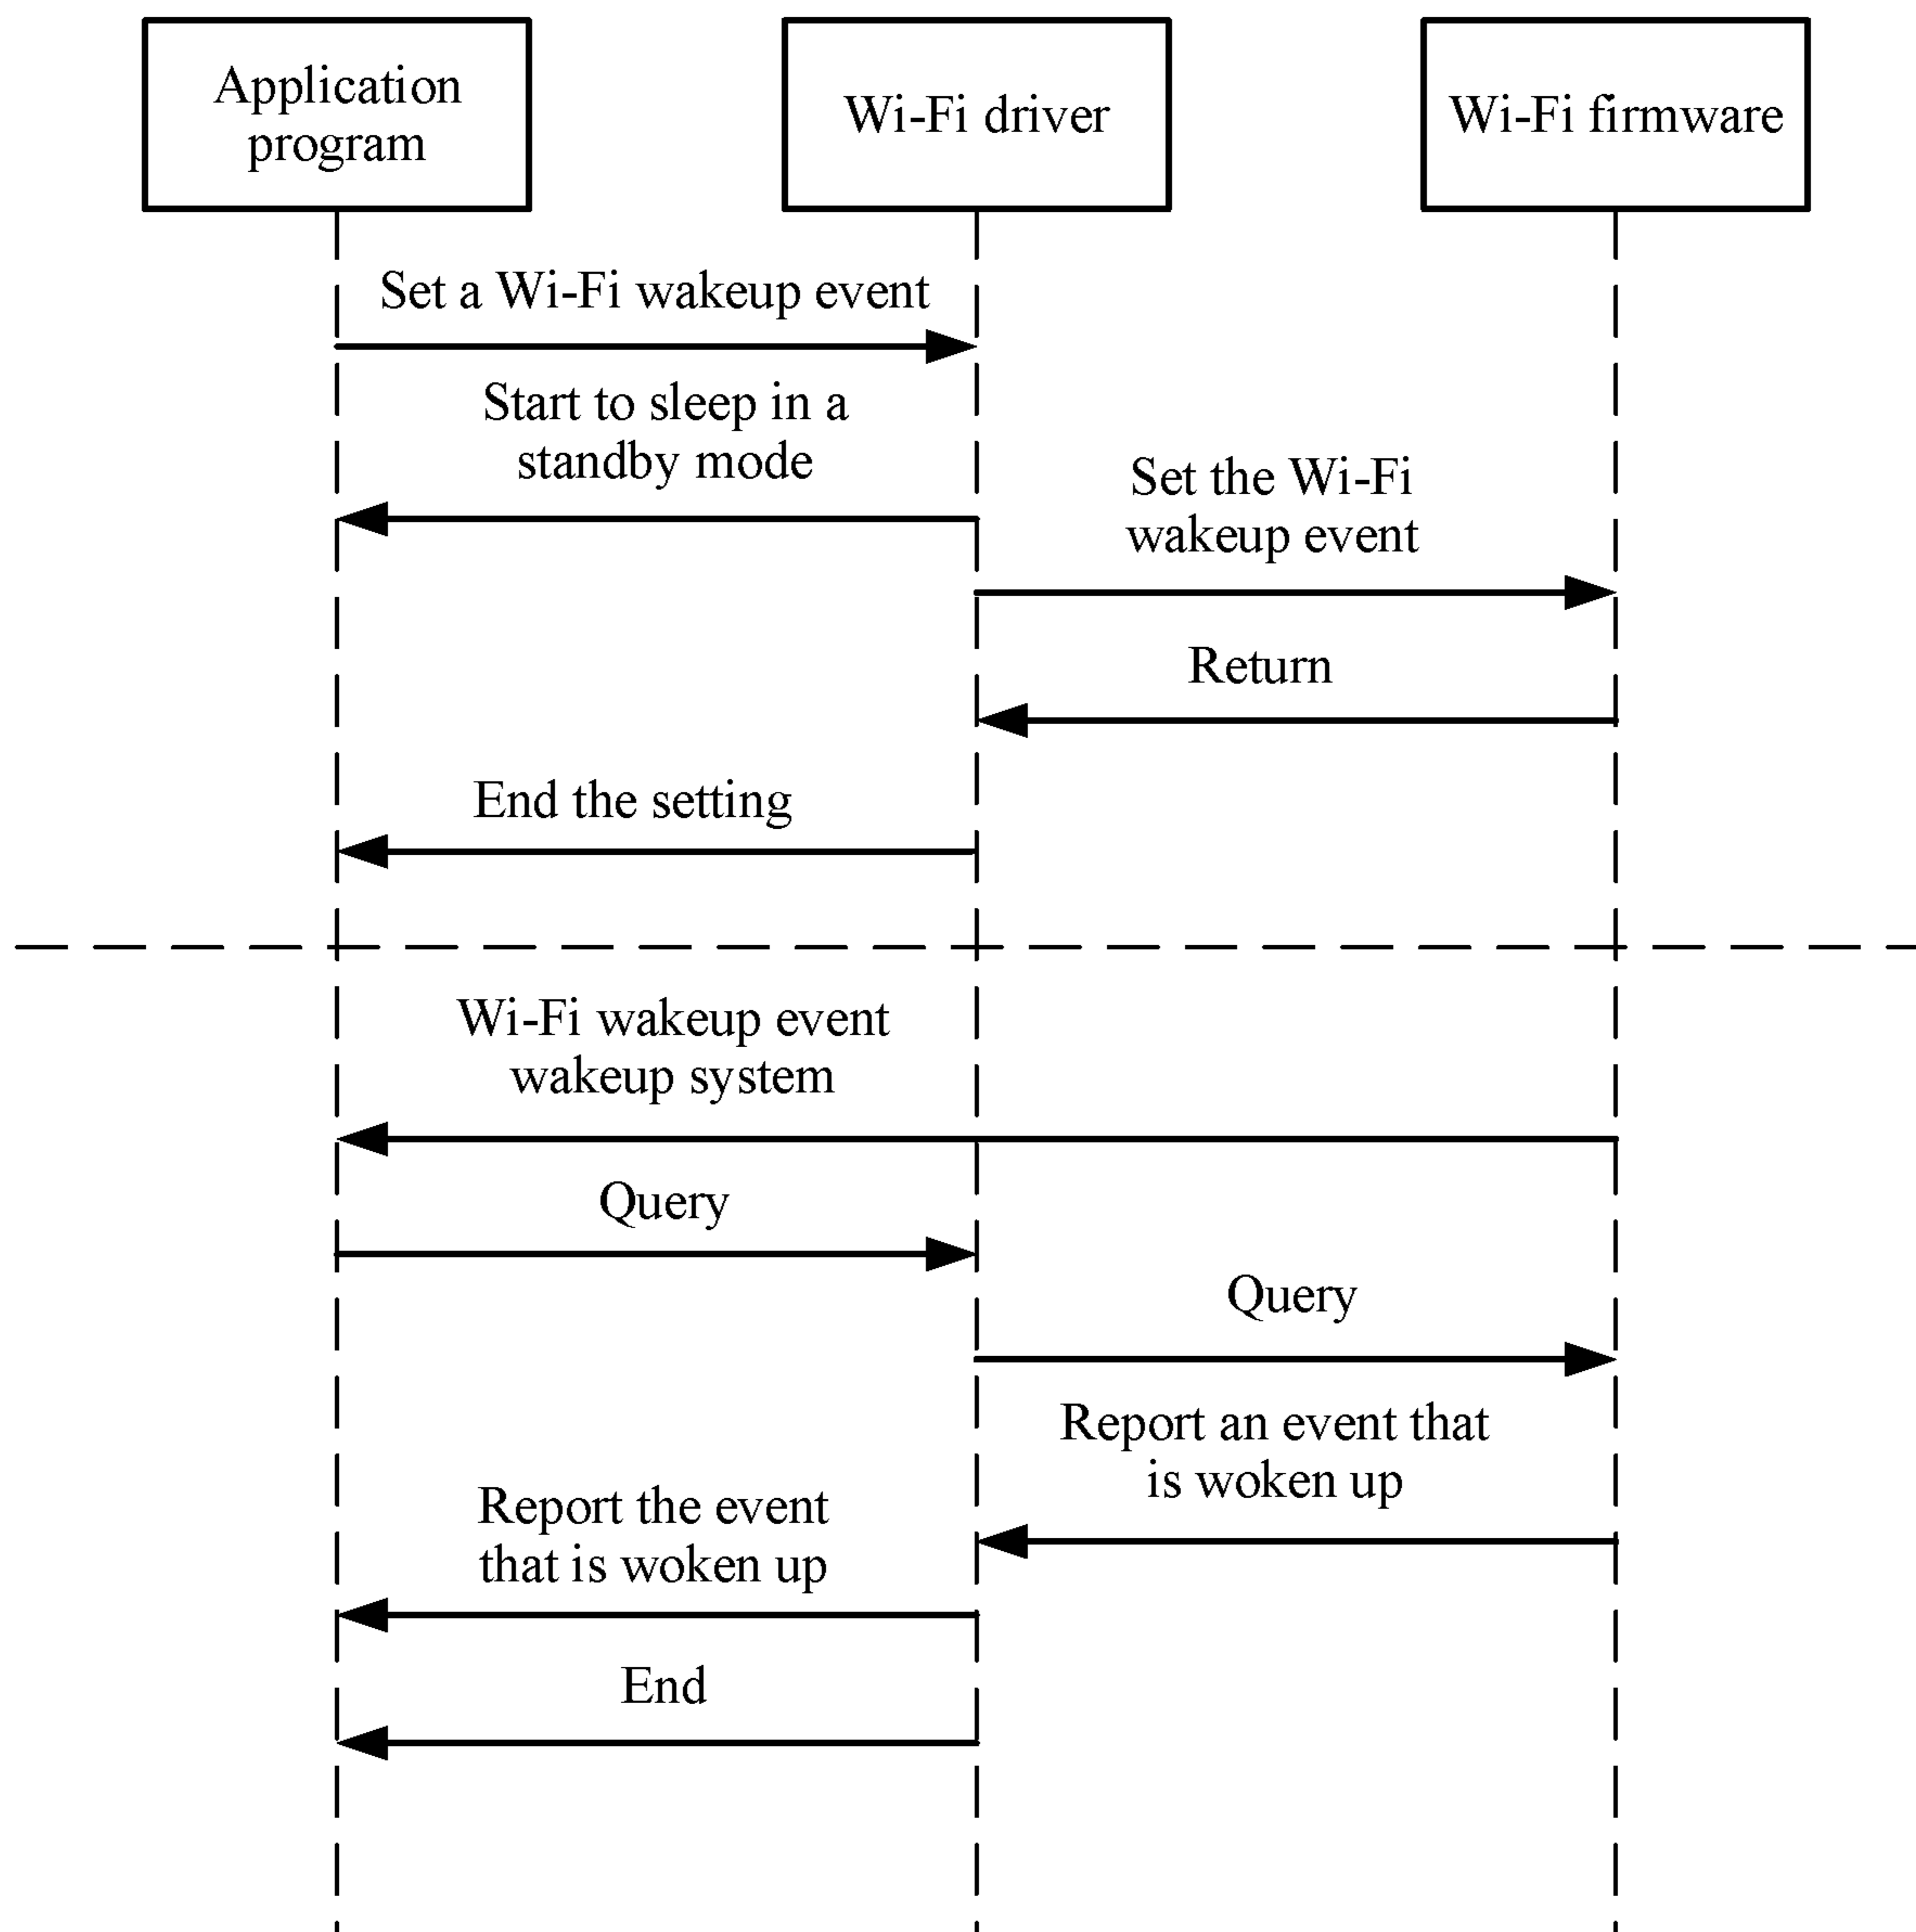 Application
program
Wi-Fi driver
Wi-Fi firmware
Set a Wi-Fi wakeup event
Start to sleep in a
standby mode
Set the Wi-Fi
wakeup event
Return
End the setting
Wi-Fi wakeup event
wakeup system
Query
Query
Report an event that
is woken up
Report the event
that is woken up
End